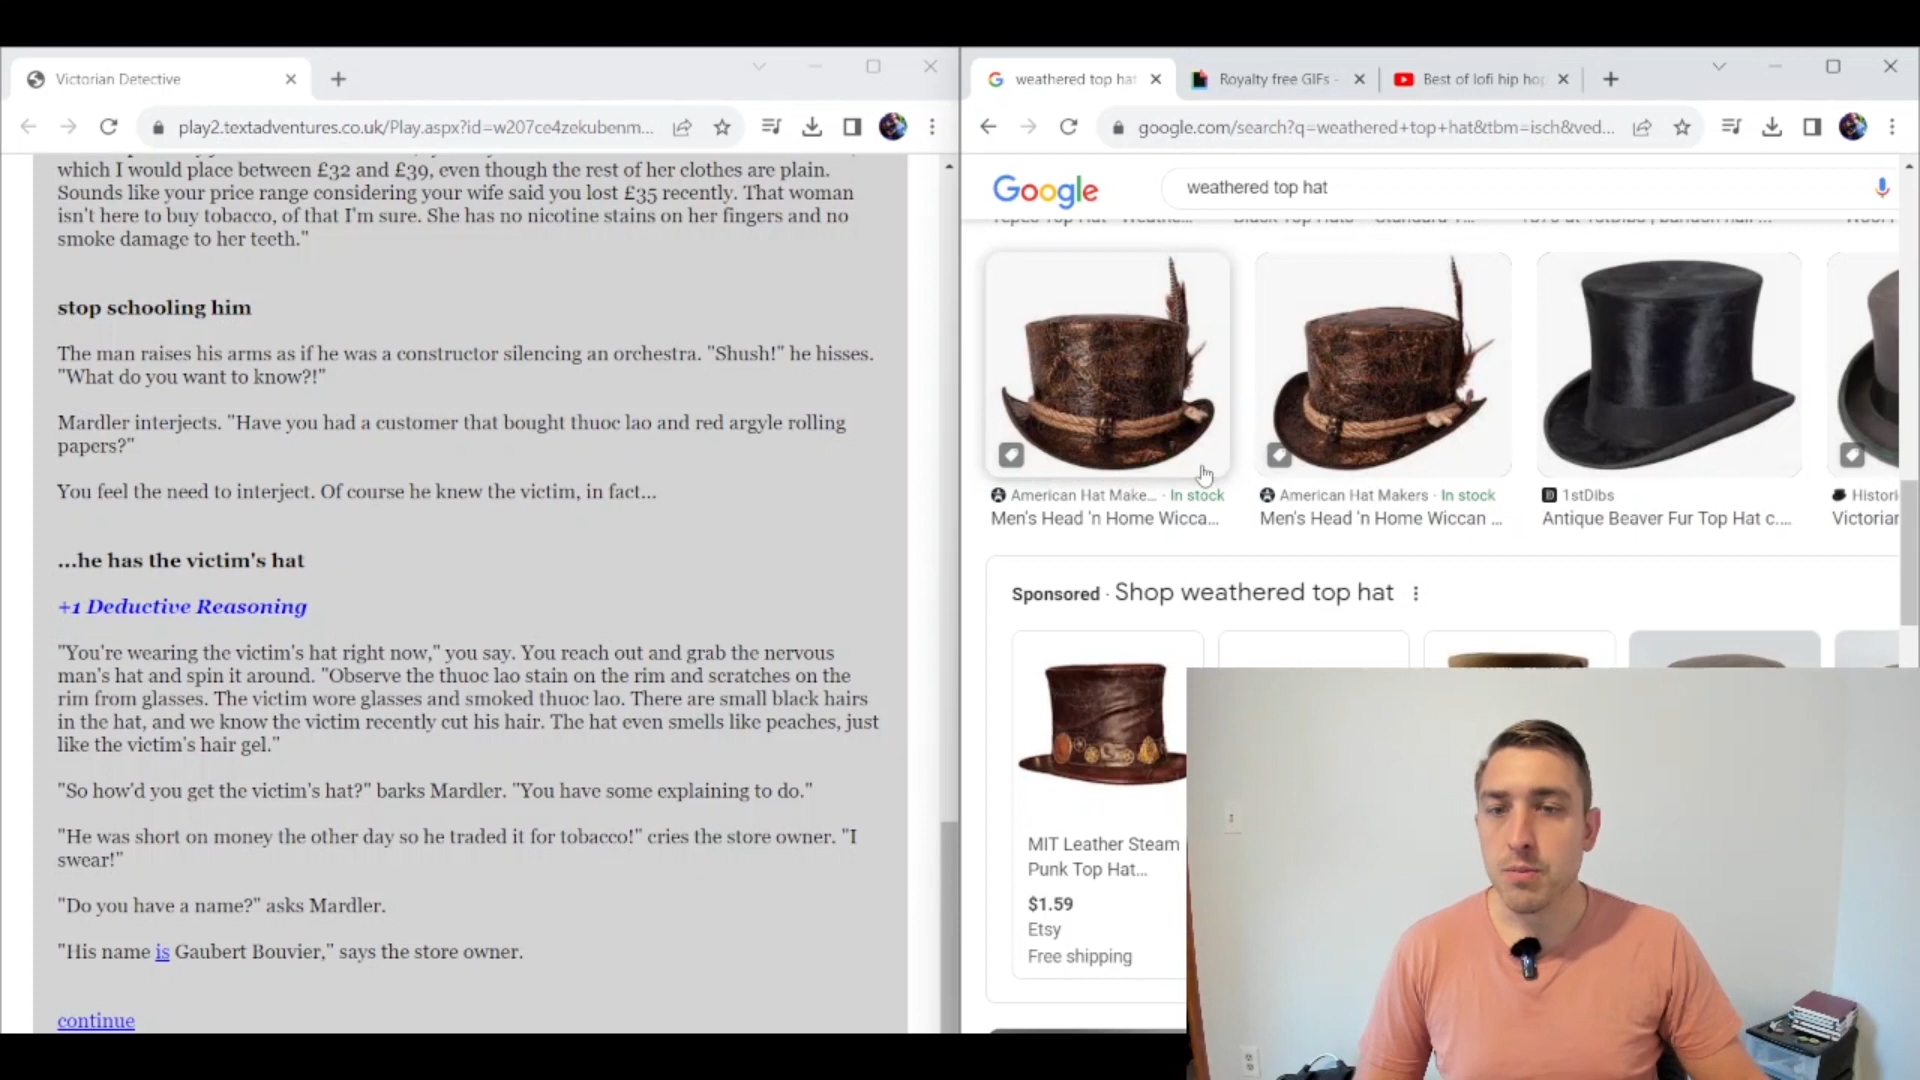 Victorian Detective
play2.textadventures.co.uk/Play.aspx?id=w207ce4zekubenm...
which I would place between £32 and £39, even though the rest of her clothes are plain.
Sounds like your price range considering your wife said you lost £35 recently. That woman
isn't here to buy tobacco, of that I'm sure. She has no nicotine stains on her fingers and no
smoke damage to her teeth."
stop schooling him
The man raises his arms as if he was a constructor silencing an orchestra. "Shush!" he hisses.
"What do you want to know?!"
Mardler interjects. "Have you had a customer that bought thuoc lao and red argyle rolling
papers?"
You feel the need to interject. Of course he knew the victim, in fact...
...he has the victim's hat
+1 Deductive Reasoning
"You're wearing the victim's hat right now," you say. You reach out and grab the nervous
man's hat and spin it around. "Observe the thuoc lao stain on the rim and scratches on the
rim from glasses. The victim wore glasses and smoked thuoc lao. There are small black hairs
in the hat, and we know the victim recently cut his hair. The hat even smells like peaches, just
like the victim's hair gel."
"So how'd you get the victim's hat?" barks Mardler. "You have some explaining to do."
"He was short on money the other day so he traded it for tobacco!" cries the store owner. "I
swear!"
"Do you have a name?" asks Mardler.
"His name is Gaubert Bouvier," says the store owner.
continue
weathered top hat
Royalty free GIFs -
Best of lofi hip hop
google.com/search?q=weathered+top+hat&tbm=isch&ved...
Google
weathered top hat
American Hat Make... · In stock
Men's Head 'n Home Wicca...
American Hat Makers · In stock
Men's Head 'n Home Wiccan ...
1stDibs
Antique Beaver Fur Top Hat c....
Histori
Victorian
Sponsored · Shop weathered top hat
MIT Leather Steam
Punk Top Hat...
$1.59
Etsy
Free shipping